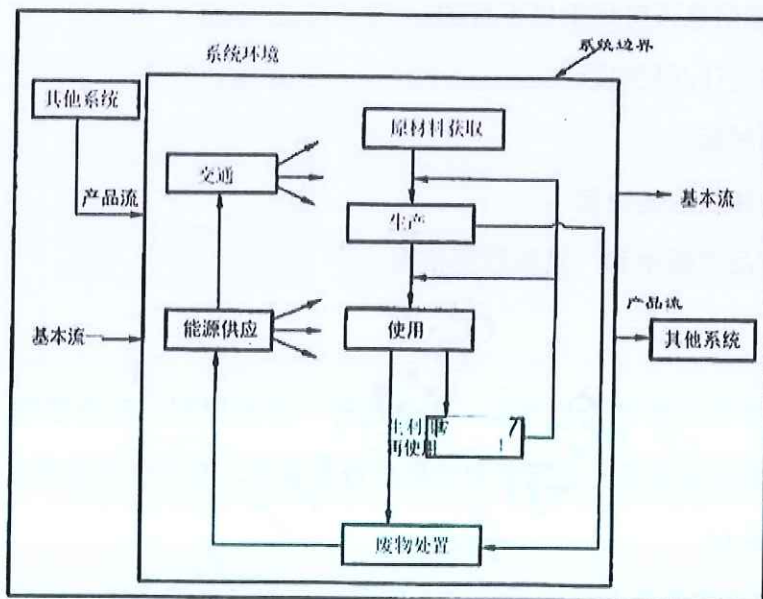 系统环境
系统边界
其他系统
原材料获取
交通
产品流
基本流
生产
产品流
基本流
能源供应
使用
其他系统
再使用
废物处置